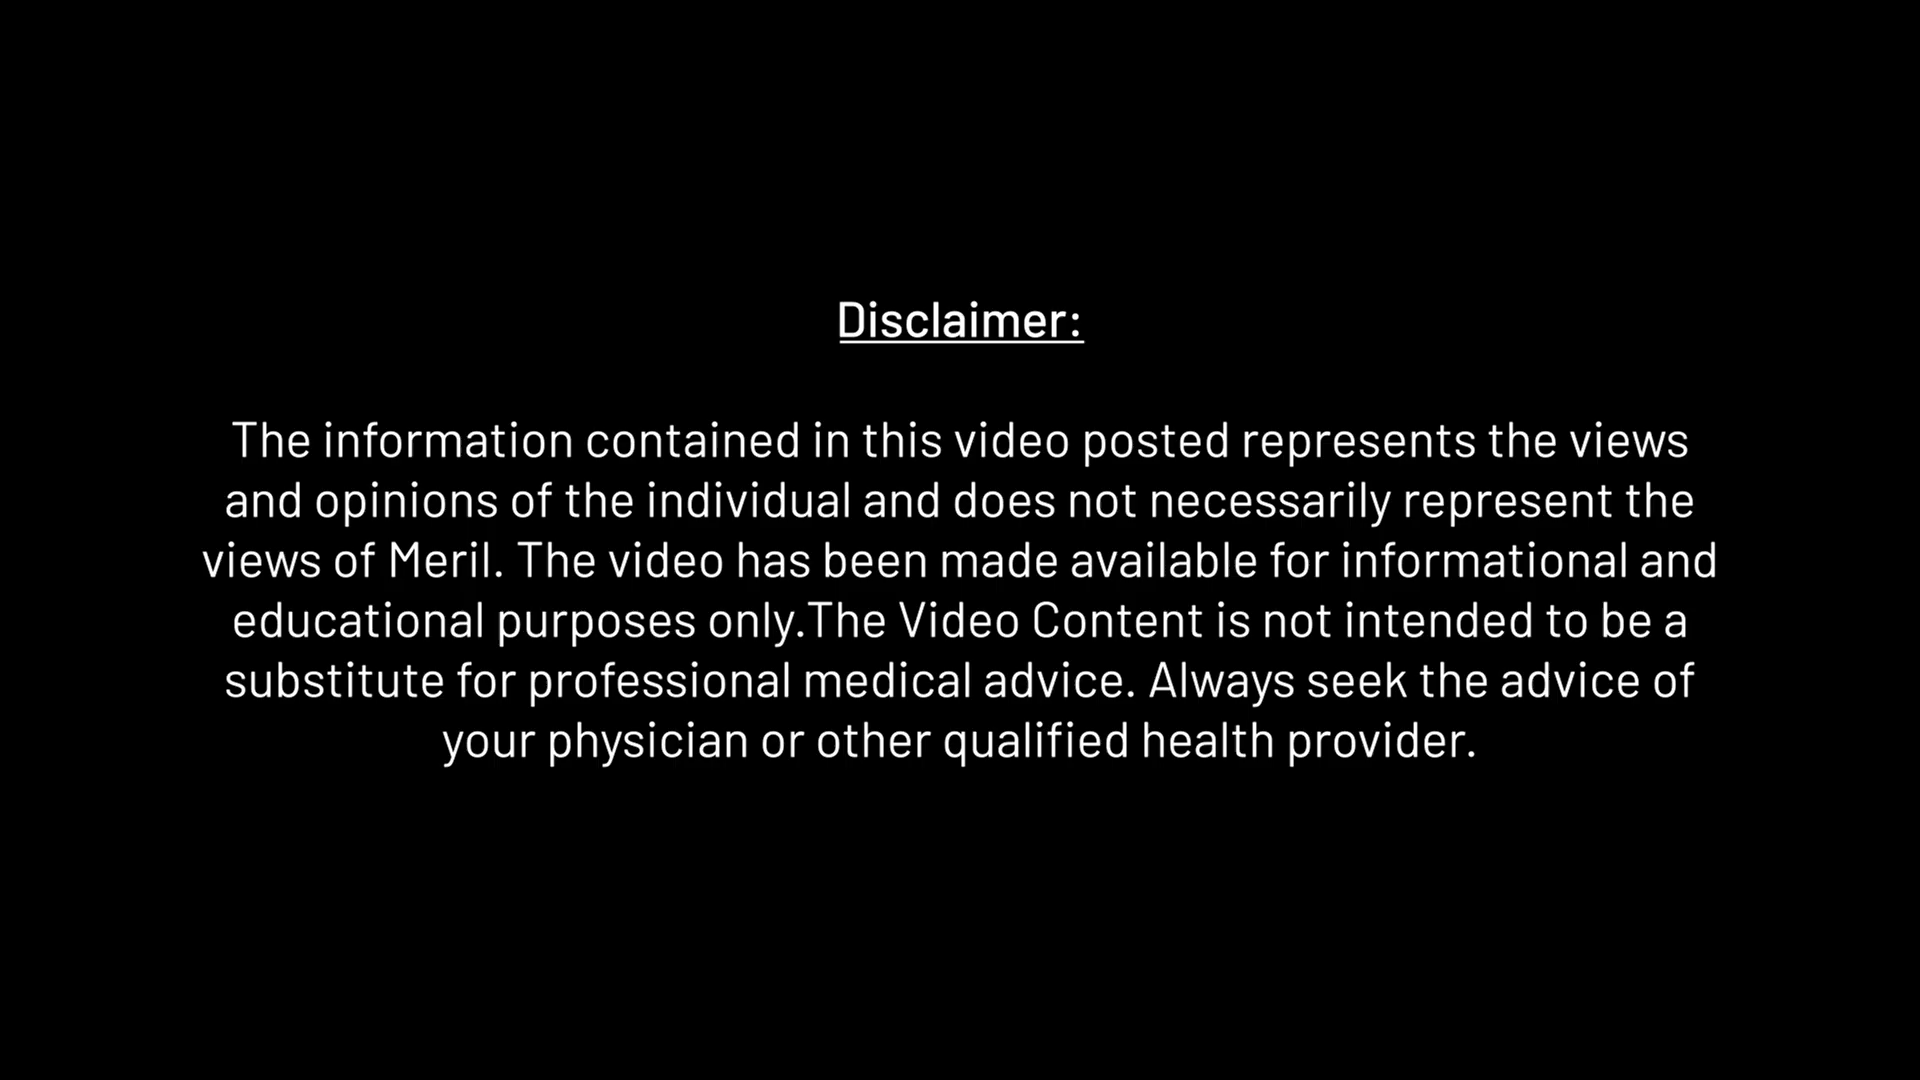 Disclaimer:
The information contained in this video posted represents the views
and opinions of the individual and does not necessarily represent the
views of Meril. The video has been made available for informational and
educational purposes only.The Video Content is not intended to be a
substitute for professional medical advice. Always seek the advice of
your physician or other qualified health provider.